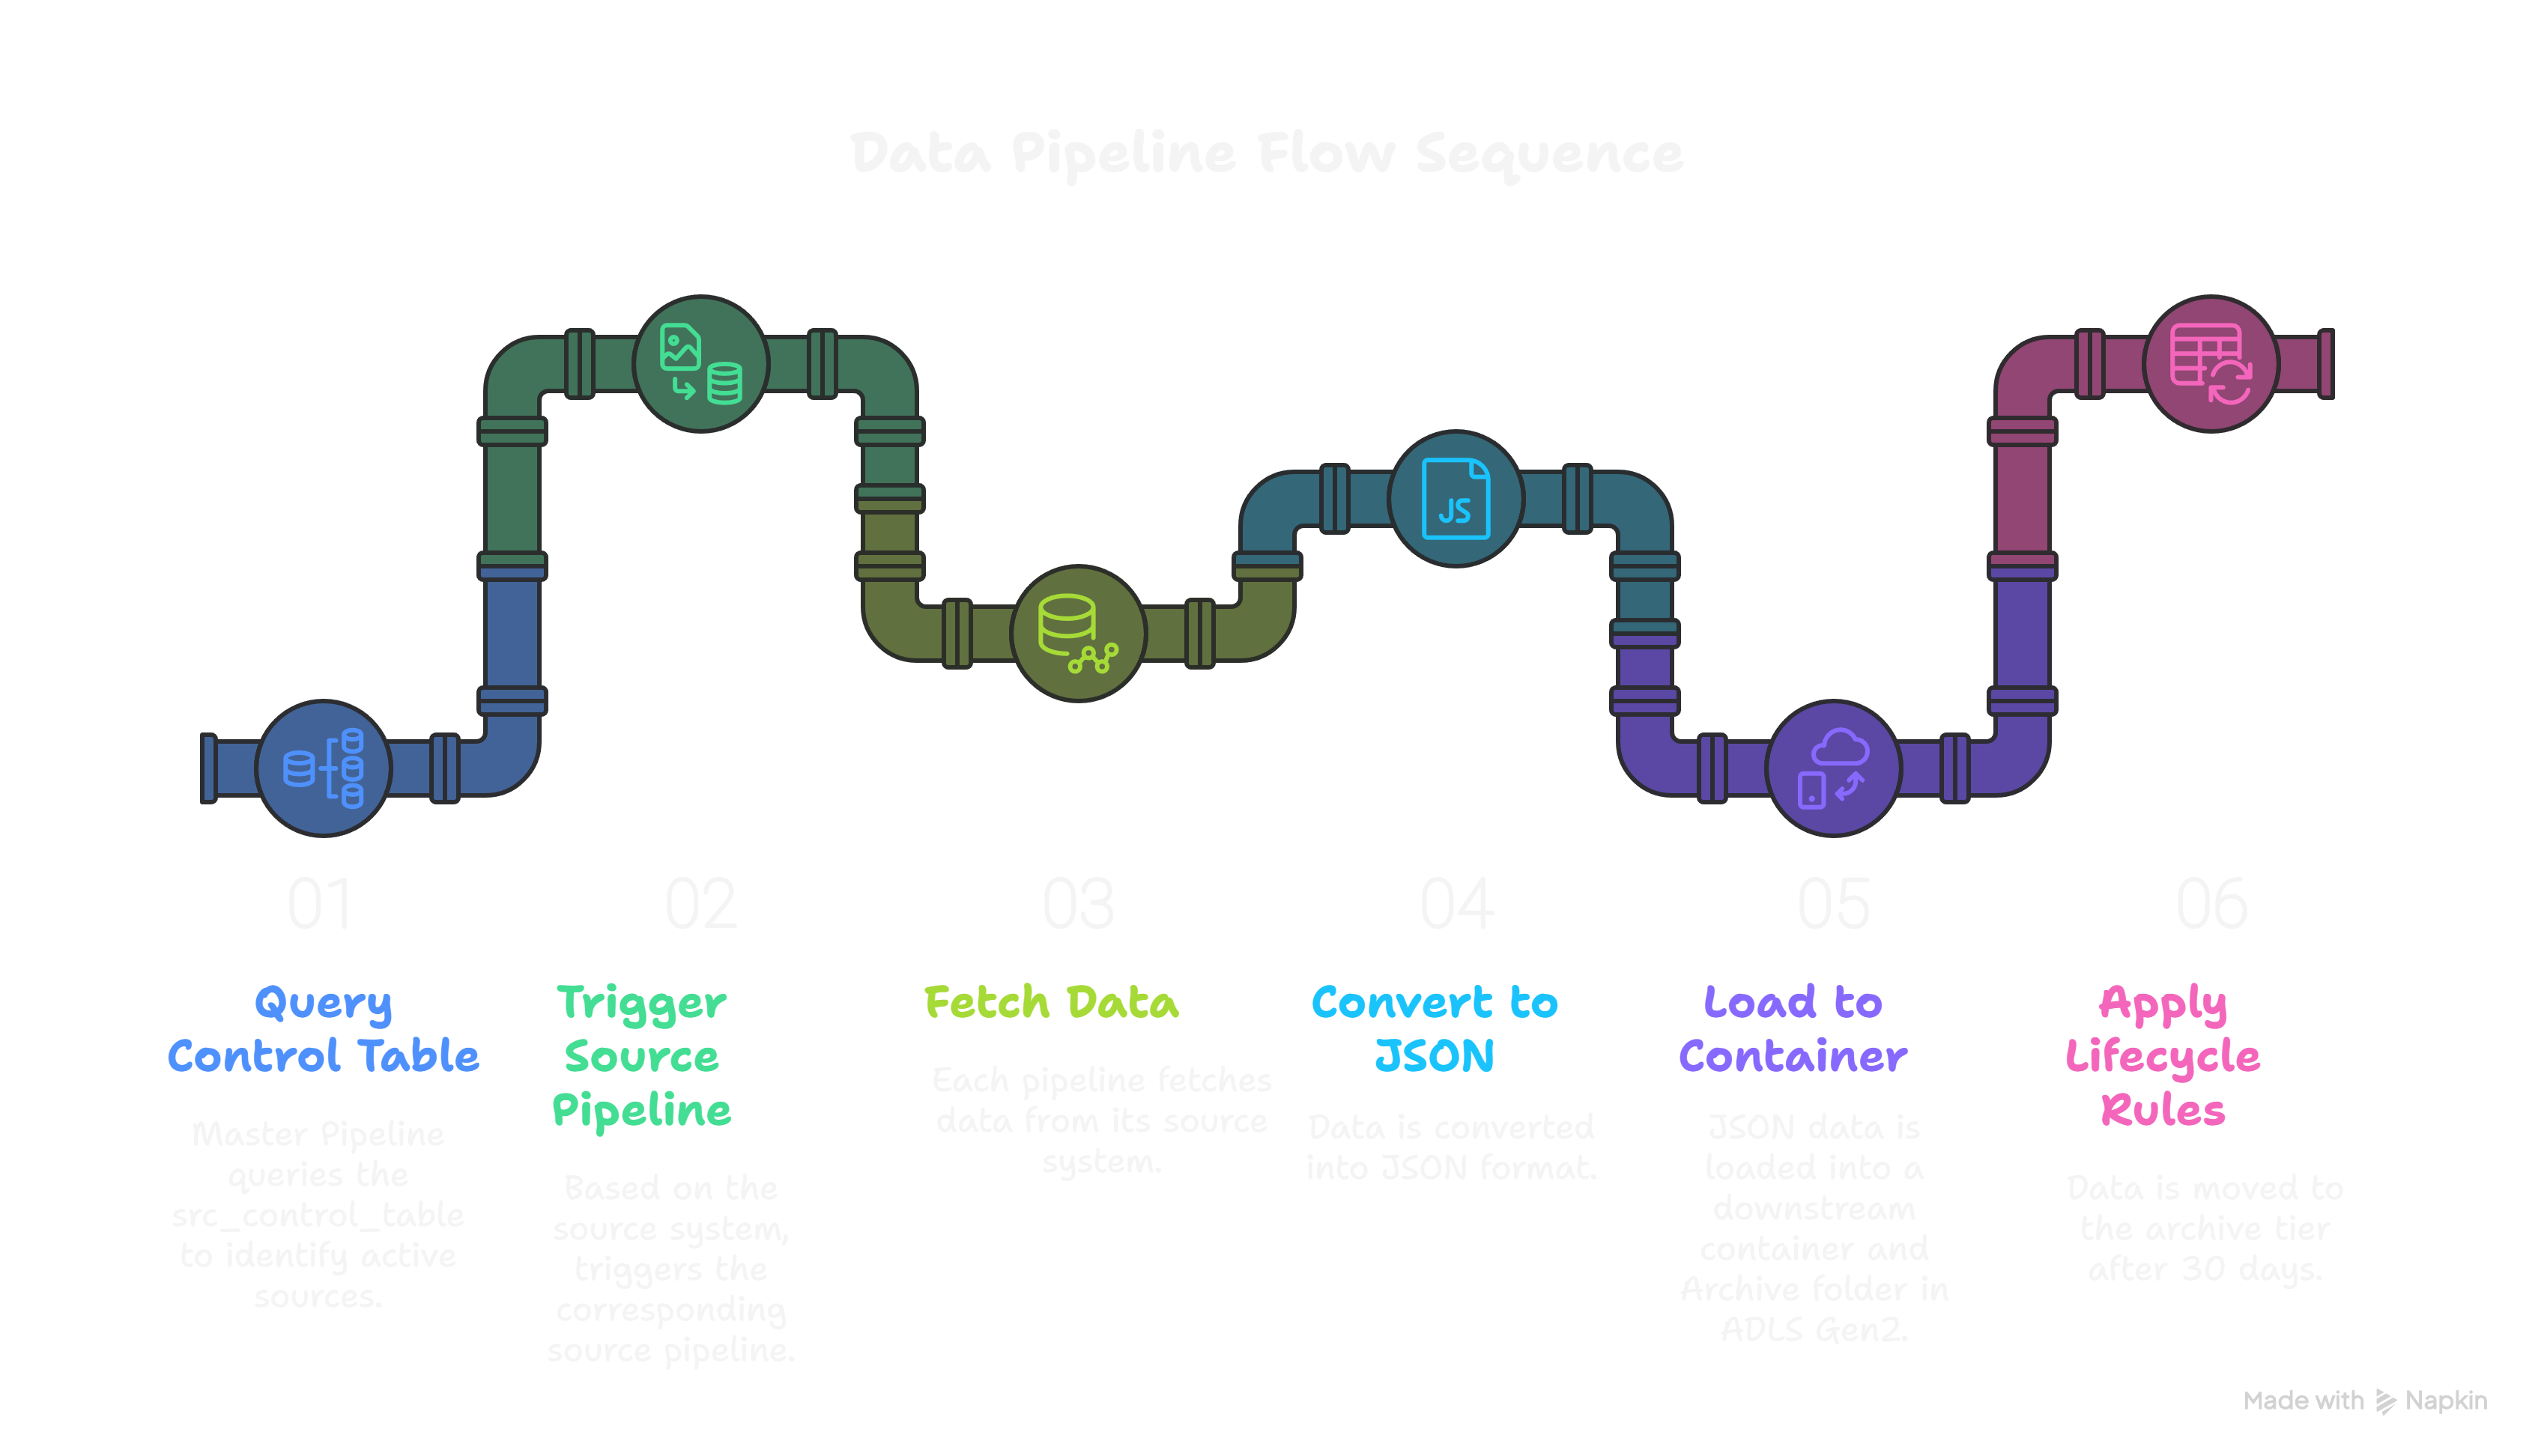 Data Pipeline Flow Sequence
JS
01
Query
Control Table
Master Pipeline
queries the
src_control_table
to identify active
sources.
02
Trigger
Source
Pipeline
Based on the
source system,
triggers the
corresponding
source pipeline.
03
Fetch Data
Each pipeline fetches
data from its source
system.
04
Convert to
JSON
Data is converted
into JSON format.
05
Load to
Container
JSON data is
loaded into a
downstream
container and
Archive folder in
ADLS Gen2.
06
Apply
Lifecycle
Rules
Data is moved to
the archive tier
after 30 days.
Made with Napkin